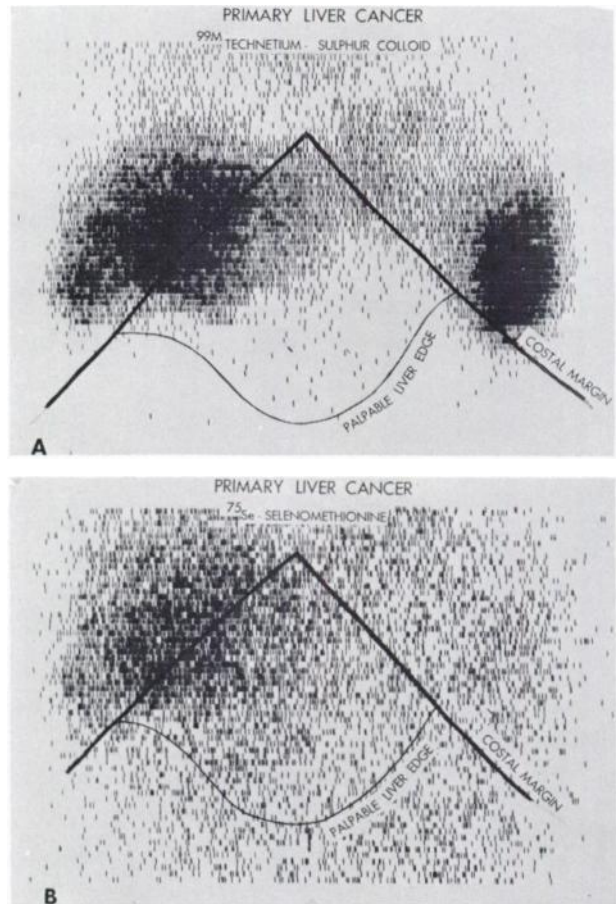 PRIMARY LIVER CANCER
99M TECHNETIUM - SULPHUR COLLOID
PALPABLE LIVER EDGE
COSTAL MARGIN
A
PRIMARY LIVER CANCER
75Se - SELENOMETHIONINE
PALPABLE LIVER EDGE
COSTAL MARGIN
B